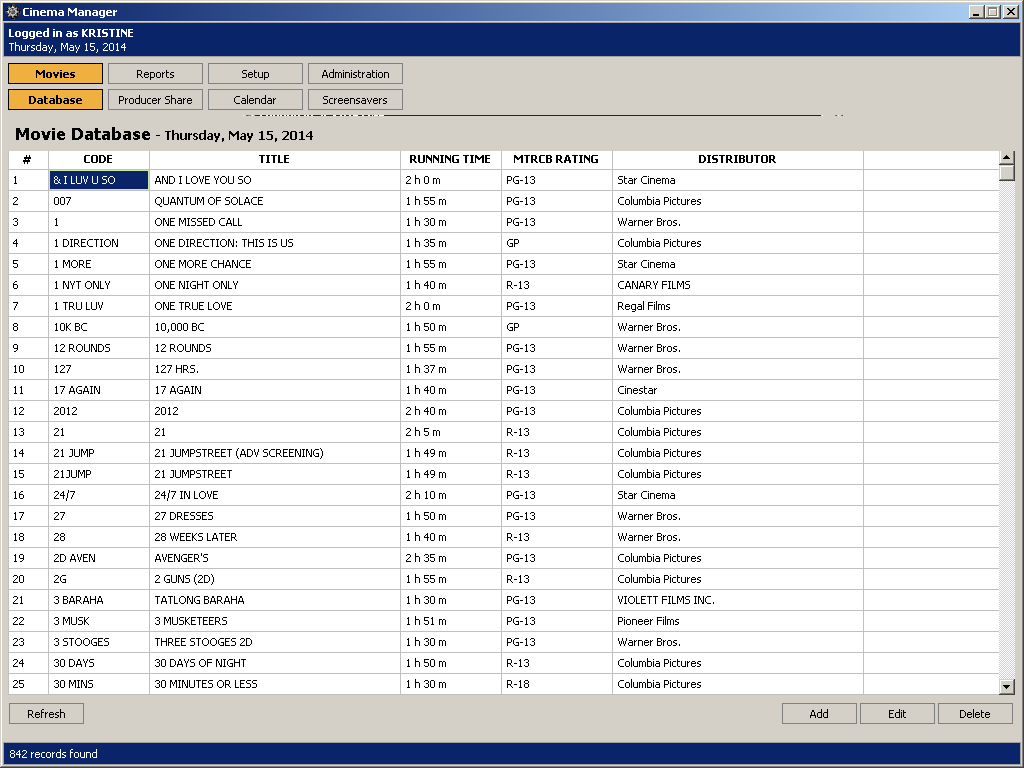 Cinema Manager
Logged in as KRISTINE
Thursday, May 15, 2014
Movies Reports Setup Administration
Database Producer Share Calendar Screensavers
Movie Database - Thursday, May 15, 2014
# CODE TITLE RUNNING TIME MTRCB RATING DISTRIBUTOR
1 & I LUV U SO AND I LOVE YOU SO 2 h 0 m PG-13 Star Cinema
2 007 QUANTUM OF SOLACE 1 h 55 m PG-13 Columbia Pictures
3 1 ONE MISSED CALL 1 h 30 m PG-13 Warner Bros.
4 1 DIRECTION ONE DIRECTION: THIS IS US 1 h 35 m GP Columbia Pictures
5 1 MORE ONE MORE CHANCE 1 h 55 m PG-13 Star Cinema
6 1 NYT ONLY ONE NIGHT ONLY 1 h 40 m R-13 CANARY FILMS
7 1 TRU LUV ONE TRUE LOVE 2 h 0 m PG-13 Regal Films
8 10K BC 10,000 BC 1 h 50 m GP Warner Bros.
9 12 ROUNDS 12 ROUNDS 1 h 55 m PG-13 Warner Bros.
10 127 127 HRS. 1 h 37 m PG-13 Warner Bros.
11 17 AGAIN 17 AGAIN 1 h 40 m PG-13 Cinestar
12 2012 2012 2 h 40 m PG-13 Columbia Pictures
13 21 21 2 h 5 m R-13 Columbia Pictures
14 21 JUMP 21 JUMPSTREET (ADV SCREENING) 1 h 49 m R-13 Columbia Pictures
15 21JUMP 21 JUMPSTREET 1 h 49 m R-13 Columbia Pictures
16 24/7 24/7 IN LOVE 2 h 10 m PG-13 Star Cinema
17 27 27 DRESSES 1 h 50 m PG-13 Warner Bros.
18 28 28 WEEKS LATER 1 h 40 m R-13 Warner Bros.
19 2D AVEN AVENGER'S 2 h 35 m PG-13 Columbia Pictures
20 2G 2 GUNS (2D) 1 h 55 m R-13 Columbia Pictures
21 3 BARAHA TATLONG BARAHA 1 h 30 m PG-13 VIOLETT FILMS INC.
22 3 MUSK 3 MUSKETEERS 1 h 51 m PG-13 Pioneer Films
23 3 STOOGES THREE STOOGES 2D 1 h 30 m PG-13 Warner Bros.
24 30 DAYS 30 DAYS OF NIGHT 1 h 50 m R-13 Columbia Pictures
25 30 MINS 30 MINUTES OR LESS 1 h 30 m R-18 Columbia Pictures
Refresh Add Edit Delete
842 records found